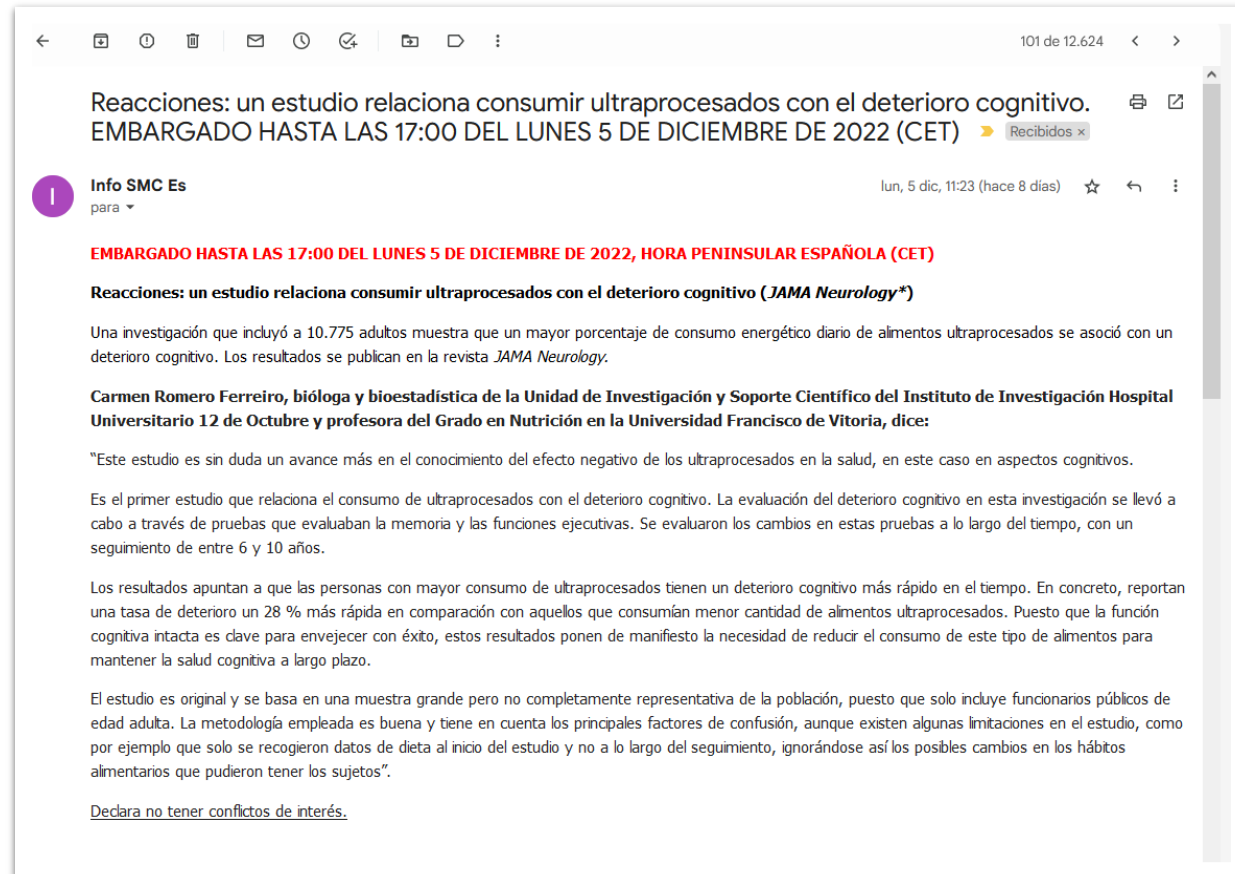 101 de 12.624
Reacciones: un estudio relaciona consumir ultraprocesados con el deterioro cognitivo.
EMBARGADO HASTA LAS 17:00 DEL LUNES 5 DE DICIEMBRE DE 2022 (CET) Recibidos ×
I
Info SMC Es
lun, 5 dic, 11:23 (hace 8 días)
para
EMBARGADO HASTA LAS 17:00 DEL LUNES 5 DE DICIEMBRE DE 2022, HORA PENINSULAR ESPAÑOLA (CET)
Reacciones: un estudio relaciona consumir ultraprocesados con el deterioro cognitivo (JAMA Neurology*)
Una investigación que incluyó a 10.775 adultos muestra que un mayor porcentaje de consumo energético diario de alimentos ultraprocesados se asoció con un
deterioro cognitivo. Los resultados se publican en la revista JAMA Neurology.
Carmen Romero Ferreiro, bióloga y bioestadística de la Unidad de Investigación y Soporte Científico del Instituto de Investigación Hospital
Universitario 12 de Octubre y profesora del Grado en Nutrición en la Universidad Francisco de Vitoria, dice:
“Este estudio es sin duda un avance más en el conocimiento del efecto negativo de los ultraprocesados en la salud, en este caso en aspectos cognitivos.
Es el primer estudio que relaciona el consumo de ultraprocesados con el deterioro cognitivo. La evaluación del deterioro cognitivo en esta investigación se llevó a
cabo a través de pruebas que evaluaban la memoria y las funciones ejecutivas. Se evaluaron los cambios en estas pruebas a lo largo del tiempo, con un
seguimiento de entre 6 y 10 años.
Los resultados apuntan a que las personas con mayor consumo de ultraprocesados tienen un deterioro cognitivo más rápido en el tiempo. En concreto, reportan
una tasa de deterioro un 28 % más rápida en comparación con aquellos que consumían menor cantidad de alimentos ultraprocesados. Puesto que la función
cognitiva intacta es clave para envejecer con éxito, estos resultados ponen de manifiesto la necesidad de reducir el consumo de este tipo de alimentos para
mantener la salud cognitiva a largo plazo.
El estudio es original y se basa en una muestra grande pero no completamente representativa de la población, puesto que solo incluye funcionarios públicos de
edad adulta. La metodología empleada es buena y tiene en cuenta los principales factores de confusión, aunque existen algunas limitaciones en el estudio, como
por ejemplo que solo se recogieron datos de dieta al inicio del estudio y no a lo largo del seguimiento, ignorándose así los posibles cambios en los hábitos
alimentarios que pudieron tener los sujetos”.
Declara no tener conflictos de interés.